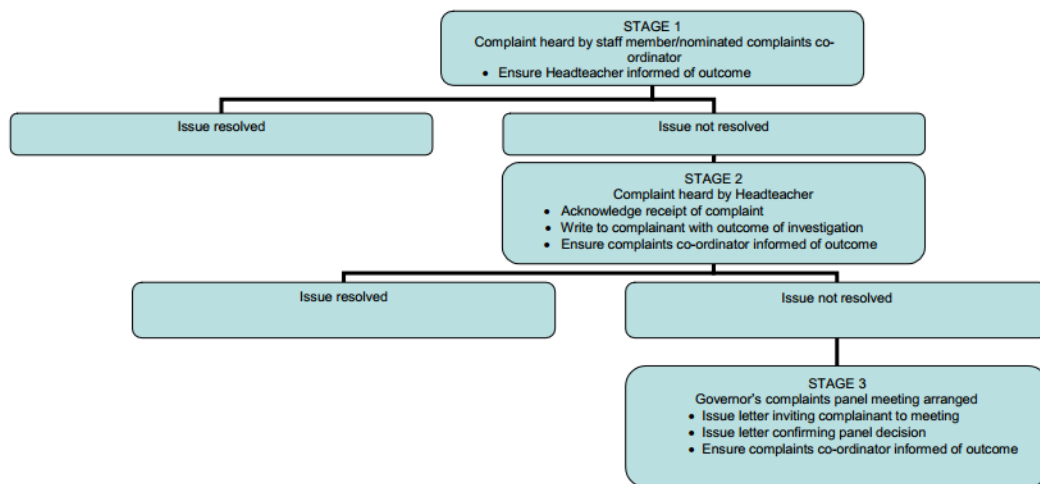 STAGE 1
Complaint heard by staff member/nominated complaints co-
ordinator
• Ensure Headteacher informed of outcome
Issue resolved
Issue not resolved
STAGE 2
Complaint heard by Headteacher
• Acknowledge receipt of complaint
• Write to complainant with outcome of investigation
• Ensure complaints co-ordinator informed of outcome
Issue resolved
Issue not resolved
STAGE 3
Governor's complaints panel meeting arranged
• Issue letter inviting complainant to meeting
• Issue letter confirming panel decision
• Ensure complaints co-ordinator informed of outcome